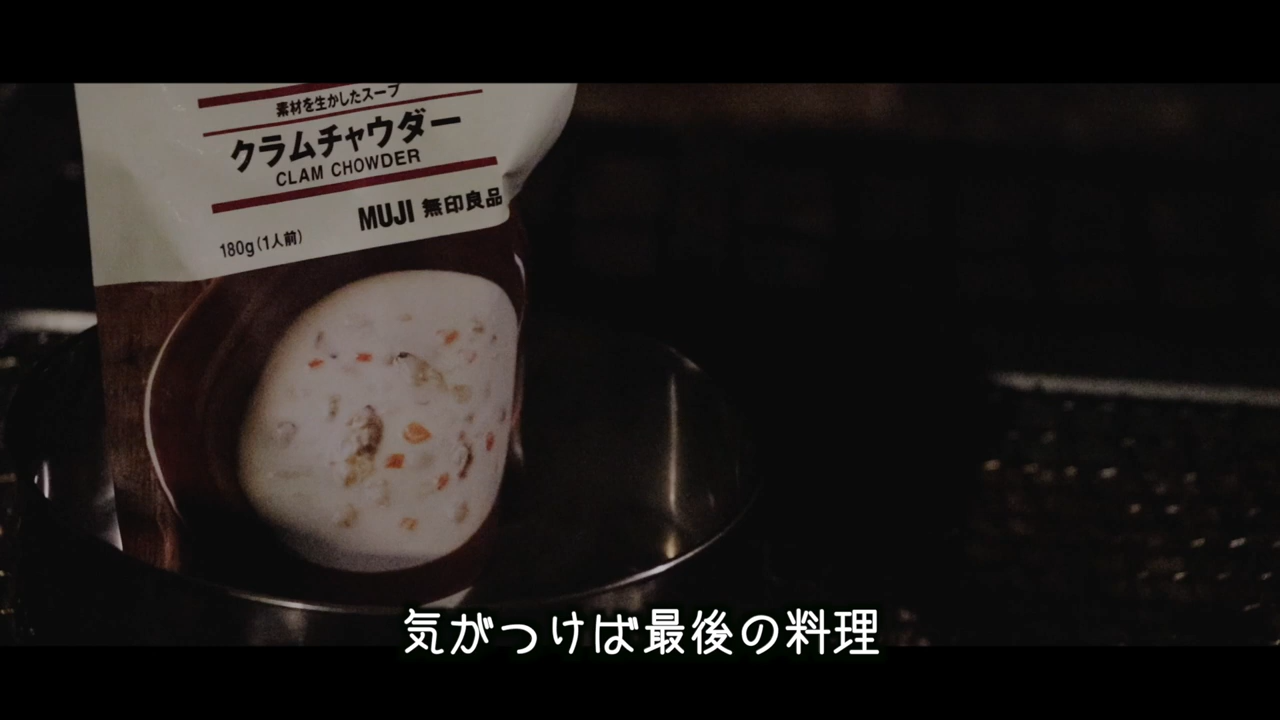 素材を生かしたスープ
クラムチャウダー
CLAM CHOWDER
MUJI 無印良品
180g(1人前)
気がつけば最後の料理